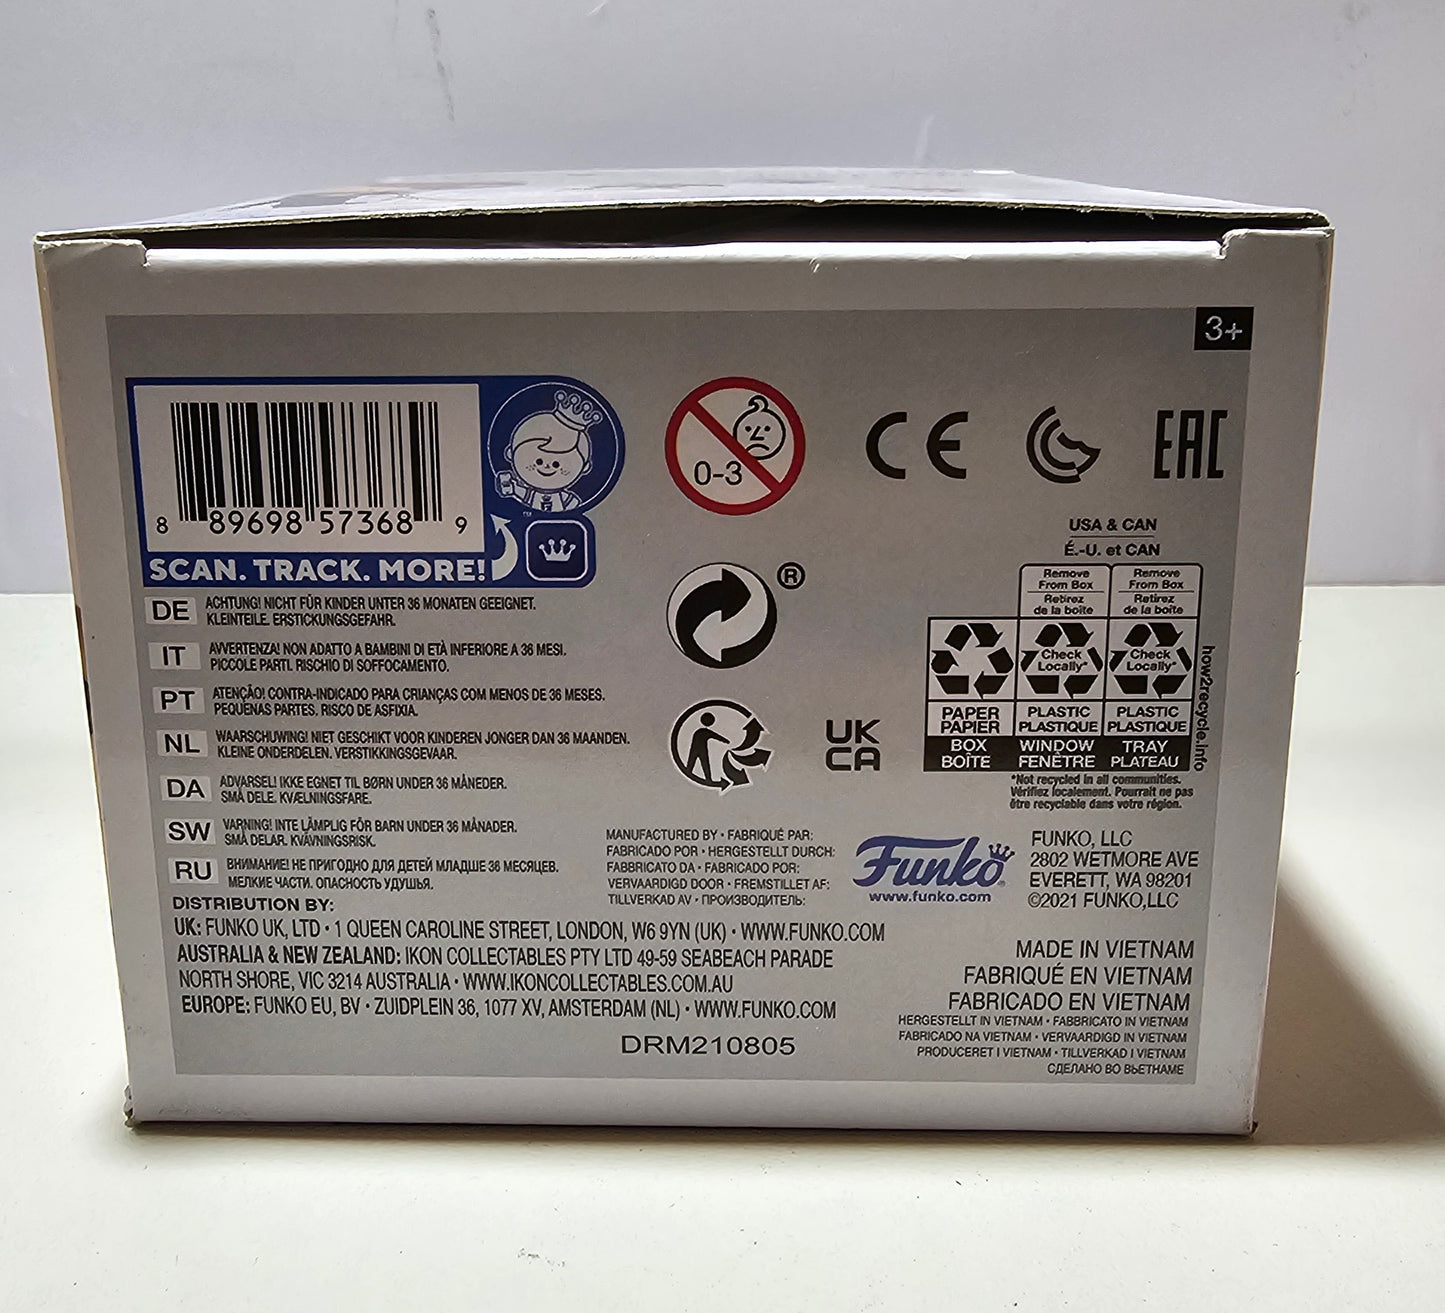 3+
8 89698 57368 9
SCAN. TRACK. MORE!
0-3
CE
EAC
®
UK
CA
USA & CAN
É.-U. et CAN
Remove
From Box
Retirez
de la boîte
Remove
From Box
Retirez
de la boîte
Check
Locally*
Check
Locally*
PAPER
PAPIER
PLASTIC
PLASTIQUE
PLASTIC
PLASTIQUE
BOX
BOÎTE
WINDOW
FENÊTRE
TRAY
PLATEAU
how2recycle.info
*Not recycled in all communities.
Vérifiez localement. Pourrait ne pas
être recyclable dans votre région.
DE ACHTUNG! NICHT FÜR KINDER UNTER 36 MONATEN GEEIGNET.
KLEINTEILE. ERSTICKUNGSGEFAHR.
IT AVVERTENZA! NON ADATTO A BAMBINI DI ETÀ INFERIORE A 36 MESI.
PICCOLE PARTI. RISCHIO DI SOFFOCAMENTO.
PT ATENÇÃO! CONTRA-INDICADO PARA CRIANÇAS COM MENOS DE 36 MESES.
PEQUENAS PARTES. RISCO DE ASFIXIA.
NL WAARSCHUWING! NIET GESCHIKT VOOR KINDEREN JONGER DAN 36 MAANDEN.
KLEINE ONDERDELEN. VERSTIKKINGSGEVAAR.
DA ADVARSEL! IKKE EGNET TIL BØRN UNDER 36 MÅNEDER.
SMÅ DELE. KVÆLNINGSFARE.
SW VARNING! INTE LÄMPLIG FÖR BARN UNDER 36 MÅNADER.
SMÅ DELAR. KVÄVNINGSRISK.
RU ВНИМАНИЕ! НЕ ПРИГОДНО ДЛЯ ДЕТЕЙ МЛАДШЕ 36 МЕСЯЦЕВ.
МЕЛКИЕ ЧАСТИ. ОПАСНОСТЬ УДУШЬЯ.
MANUFACTURED BY • FABRIQUÉ PAR:
FABRICADO POR • HERGESTELLT DURCH:
FABBRICATO DA • FABRICADO POR:
VERVAARDIGD DOOR • FREMSTILLET AF:
TILLVERKAD AV • ПРОИЗВОДИТЕЛЬ:
Funko
www.funko.com
FUNKO, LLC
2802 WETMORE AVE
EVERETT, WA 98201
©2021 FUNKO,LLC
DISTRIBUTION BY:
UK: FUNKO UK, LTD • 1 QUEEN CAROLINE STREET, LONDON, W6 9YN (UK) • WWW.FUNKO.COM
AUSTRALIA & NEW ZEALAND: IKON COLLECTABLES PTY LTD 49-59 SEABEACH PARADE
NORTH SHORE, VIC 3214 AUSTRALIA • WWW.IKONCOLLECTABLES.COM.AU
EUROPE: FUNKO EU, BV • ZUIDPLEIN 36, 1077 XV, AMSTERDAM (NL) • WWW.FUNKO.COM
DRM210805
MADE IN VIETNAM
FABRIQUÉ EN VIETNAM
FABRICADO EN VIETNAM
HERGESTELLT IN VIETNAM • FABBRICATO IN VIETNAM
FABRICADO NA VIETNAM • VERVAARDIGD IN VIETNAM
PRODUCERET I VIETNAM • TILLVERKAD I VIETNAM
СДЕЛАНО ВО ВЬЕТНАМЕ